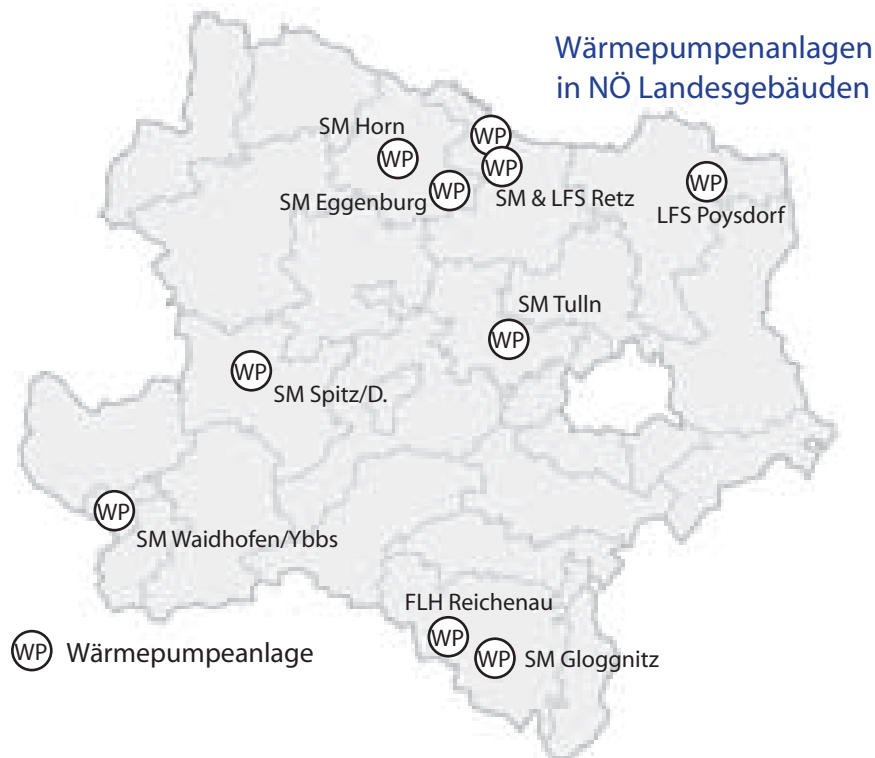 Wärmepumpenanlagen
in NÖ Landesgebäuden
SM Horn
WP
WP
WP
SM Eggenburg
WP
SM & LFS Retz
WP
LFS Poysdorf
SM Tulln
WP
WP
SM Spitz/D.
WP
SM Waidhofen/Ybbs
FLH Reichenau
WP
WP
SM Gloggnitz
WP Wärmepumpeanlage